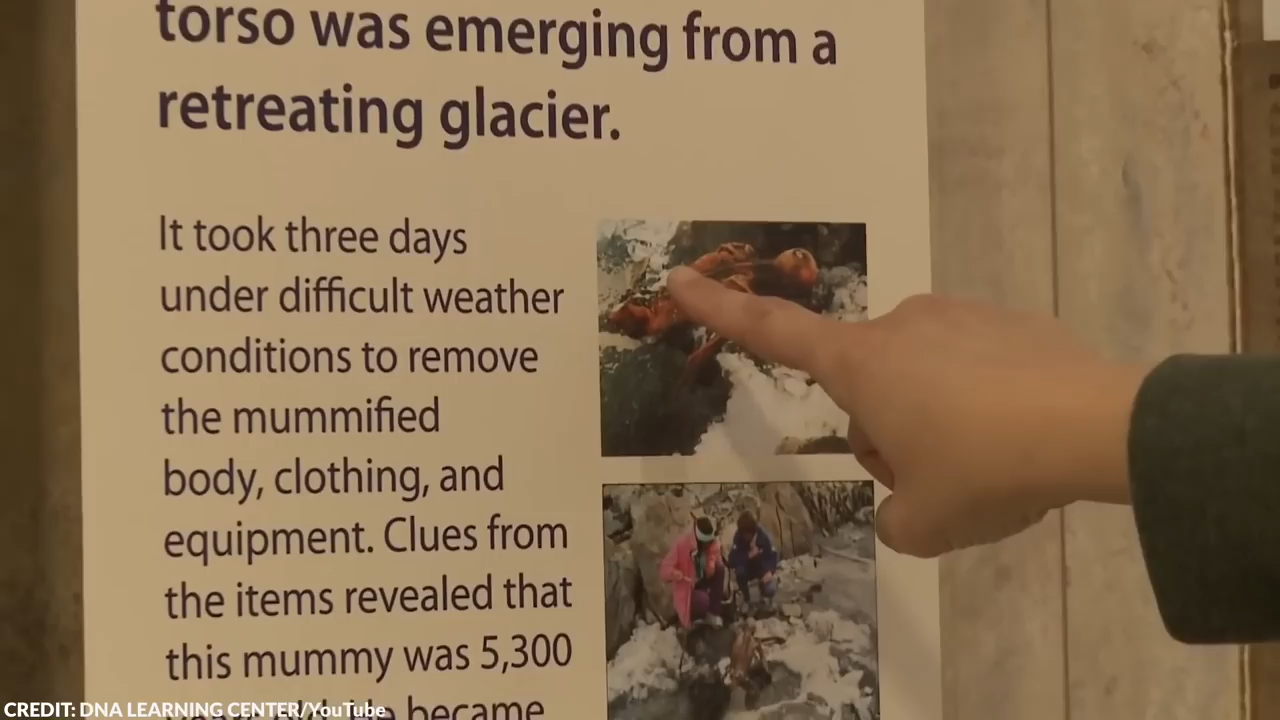 torso was emerging from a
retreating glacier.
It took three days
under difficult weather
conditions to remove
the mummified
body, clothing, and
equipment. Clues from
the items revealed that
this mummy was 5,300
became
CREDIT: DNA LEARNING CENTER/YouTube